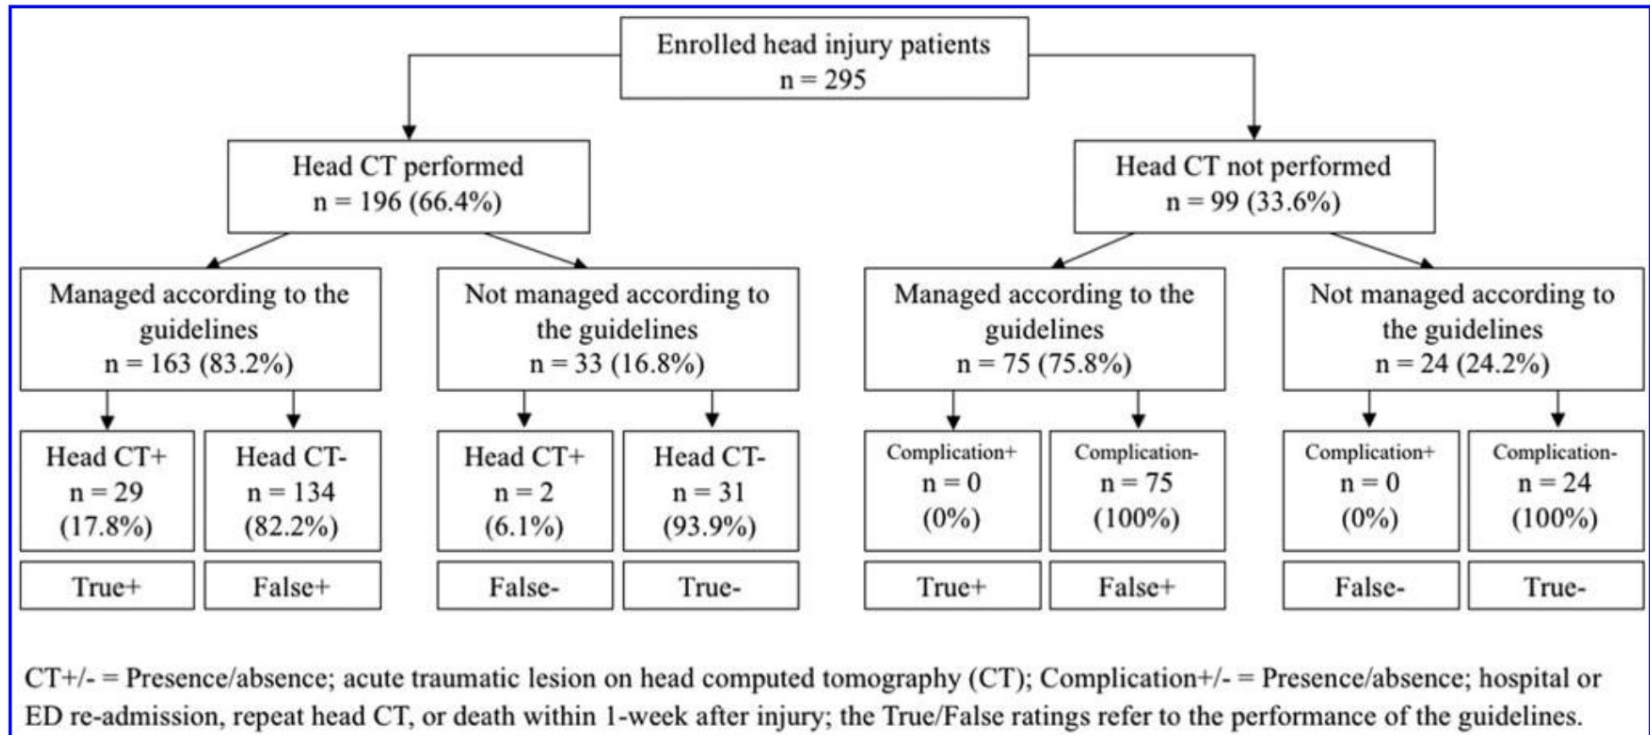 Enrolled head injury patients
n = 295
Head CT performed
n = 196 (66.4%)
Head CT not performed
n = 99 (33.6%)
Managed according to the
guidelines
n = 163 (83.2%)
Not managed according to
the guidelines
n = 33 (16.8%)
Managed according to the
guidelines
n = 75 (75.8%)
Not managed according to
the guidelines
n = 24 (24.2%)
Head CT+
n = 29
(17.8%)
Head CT-
n = 134
(82.2%)
Head CT+
n = 2
(6.1%)
Head CT-
n = 31
(93.9%)
Complication+
n = 0
(0%)
Complication-
n = 75
(100%)
Complication+
n = 0
(0%)
Complication-
n = 24
(100%)
True+
False+
False-
True-
True+
False+
False-
True-
CT+/- = Presence/absence; acute traumatic lesion on head computed tomography (CT); Complication+/- = Presence/absence; hospital or
ED re-admission, repeat head CT, or death within 1-week after injury; the True/False ratings refer to the performance of the guidelines.